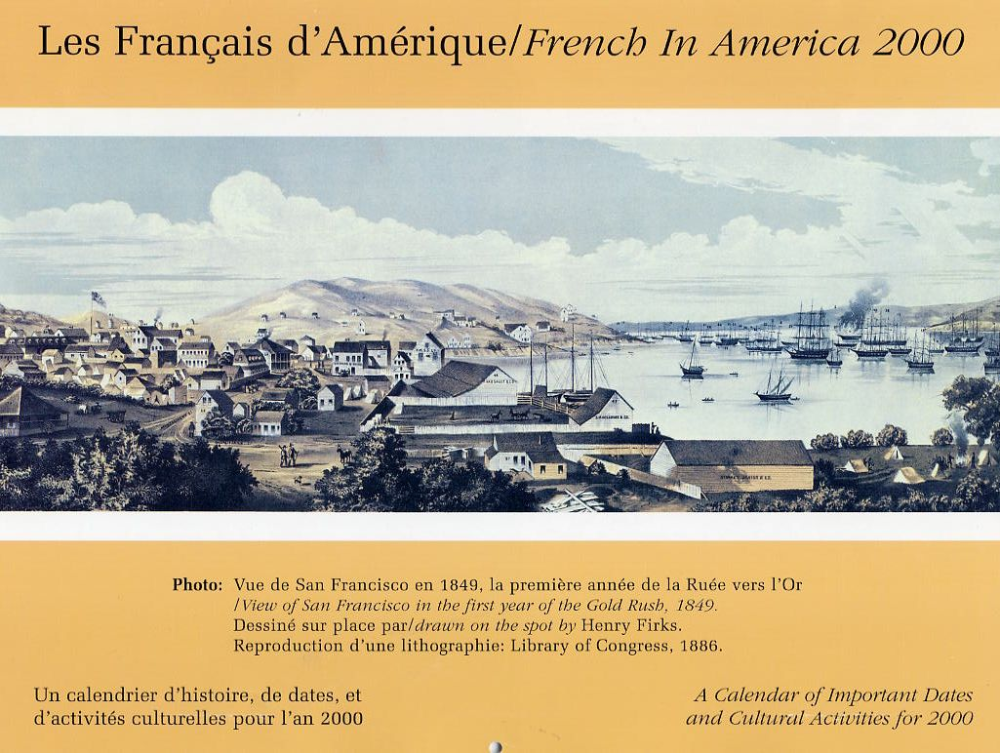 Les Français d'Amérique/French In America 2000
Photo: Vue de San Francisco en 1849, la première année de la Ruée vers l'Or
/View of San Francisco in the first year of the Gold Rush, 1849.
Dessiné sur place par/drawn on the spot by Henry Firks.
Reproduction d'une lithographie: Library of Congress, 1886.
Un calendrier d'histoire, de dates, et
d'activités culturelles pour l'an 2000
A Calendar of Important Dates
and Cultural Activities for 2000